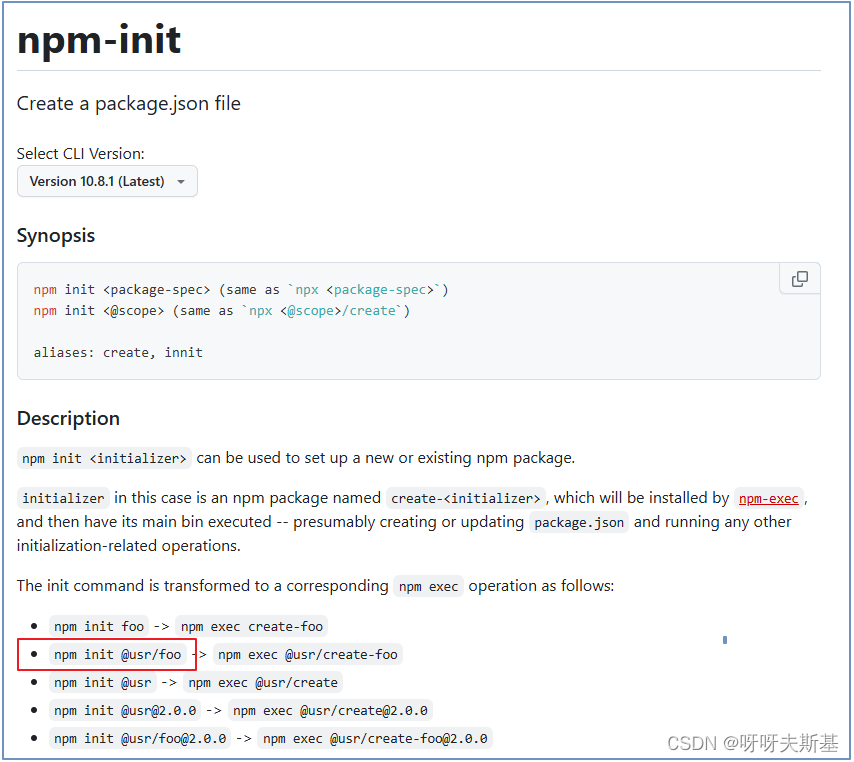 npm-init
Create a package.json file
Select CLI Version:
Version 10.8.1 (Latest)
Synopsis
npm init <package-spec> (same as `npx <package-spec>`)
npm init <@scope> (same as `npx <@scope>/create`)
aliases: create, innit
Description
npm init <initializer> can be used to set up a new or existing npm package.
initializer in this case is an npm package named create-<initializer>, which will be installed by npm-exec,
and then have its main bin executed -- presumably creating or updating package.json and running any other
initialization-related operations.
The init command is transformed to a corresponding npm exec operation as follows:
• npm init foo -> npm exec create-foo
• npm init @usr/foo -> npm exec @usr/create-foo
• npm init @usr -> npm exec @usr/create
• npm init @usr@2.0.0 -> npm exec @usr/create@2.0.0
• npm init @usr/foo@2.0.0 -> npm exec @usr/create-foo@2.0.0
CSDN @呀呀夫斯基